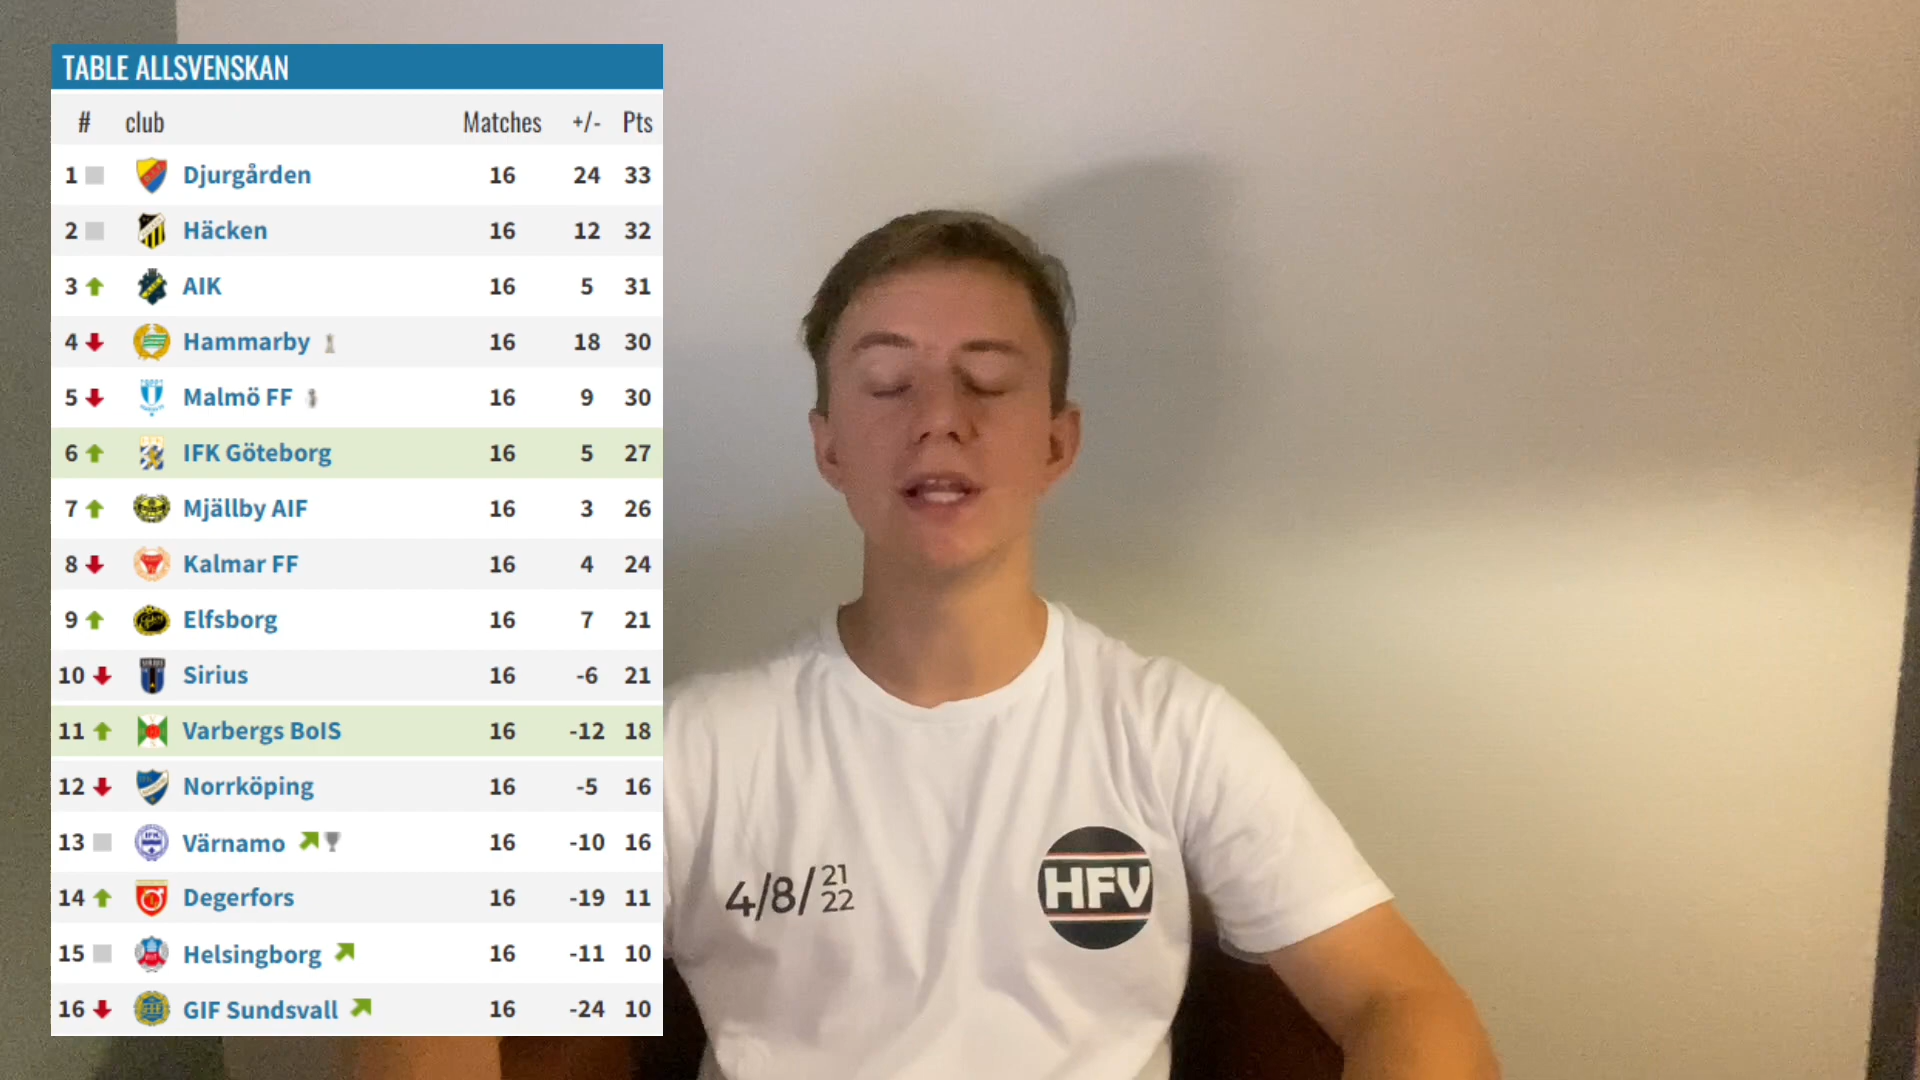 TABLE ALLSVENSKAN
# club Matches +/- Pts
1 Djurgården 16 24 33
2 Häcken 16 12 32
3 AIK 16 5 31
4 Hammarby 16 18 30
5 Malmö FF 16 9 30
6 IFK Göteborg 16 5 27
7 Mjällby AIF 16 3 26
8 Kalmar FF 16 4 24
9 Elfsborg 16 7 21
10 Sirius 16 -6 21
11 Varbergs BoIS 16 -12 18
12 Norrköping 16 -5 16
13 Värnamo 16 -10 16
14 Degerfors 16 -19 11
15 Helsingborg 16 -11 10
16 GIF Sundsvall 16 -24 10
4/8/21
22
HFV